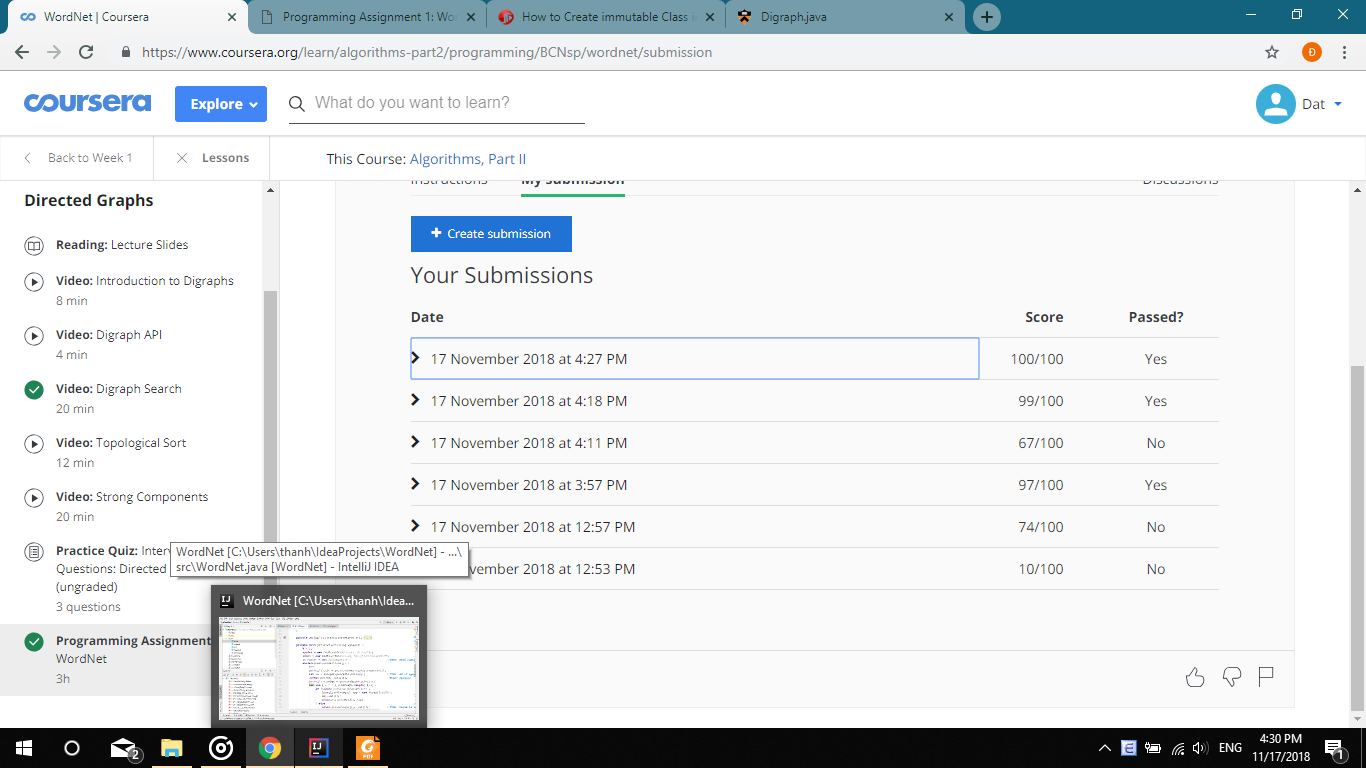 WordNet | Coursera
Programming Assignment 1: Wo
How to Create immutable Class i
Digraph.java
https://www.coursera.org/learn/algorithms-part2/programming/BCNsp/wordnet/submission
Đ
coursera
Explore
What do you want to learn?
Dat
Back to Week 1
Lessons
This Course: Algorithms, Part II
Directed Graphs
Reading: Lecture Slides
Video: Introduction to Digraphs
8 min
Video: Digraph API
4 min
Video: Digraph Search
20 min
Video: Topological Sort
12 min
Video: Strong Components
20 min
Practice Quiz: Interv
Questions: Directed
(ungraded)
3 questions
Programming Assignment
WordNet
3h
Instructions
My submission
Discussions
+ Create submission
Your Submissions
Date Score Passed?
17 November 2018 at 4:27 PM 100/100 Yes
17 November 2018 at 4:18 PM 99/100 Yes
17 November 2018 at 4:11 PM 67/100 No
17 November 2018 at 3:57 PM 97/100 Yes
17 November 2018 at 12:57 PM 74/100 No
vember 2018 at 12:53 PM 10/100 No
WordNet [C:\Users\thanh\IdeaProjects\WordNet] - ...\
src\WordNet.java [WordNet] - IntelliJ IDEA
WordNet [C:\Users\thanh\Idea...
2
IJ
PDF
ENG
4:30 PM
11/17/2018
1